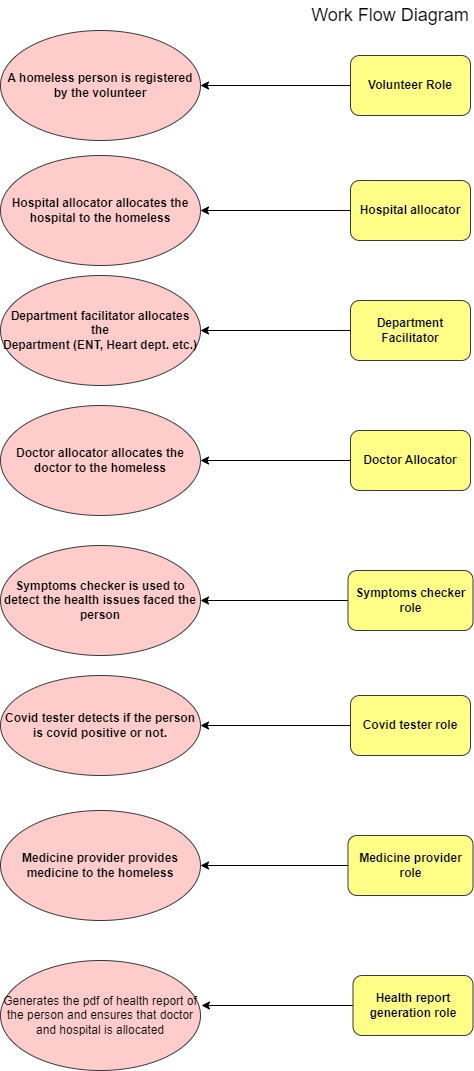 Work Flow Diagram
A homeless person is registered
by the volunteer
Volunteer Role
Hospital allocator allocates the
hospital to the homeless
Hospital allocator
Department facilitator allocates
the
Department (ENT, Heart dept. etc.)
Department
Facilitator
Doctor allocator allocates the
doctor to the homeless
Doctor Allocator
Symptoms checker is used to
detect the health issues faced the
person
Symptoms checker
role
Covid tester detects if the person
is covid positive or not.
Covid tester role
Medicine provider provides
medicine to the homeless
Medicine provider
role
Generates the pdf of health report of
the person and ensures that doctor
and hospital is allocated
Health report
generation role